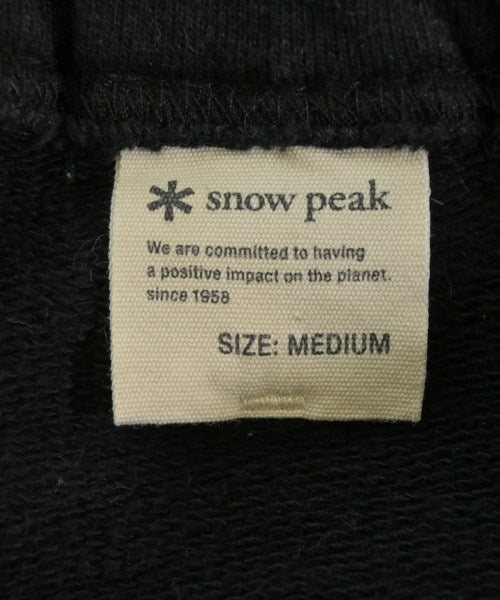 snow peak
We are committed to having
a positive impact on the planet.
since 1958
SIZE: MEDIUM